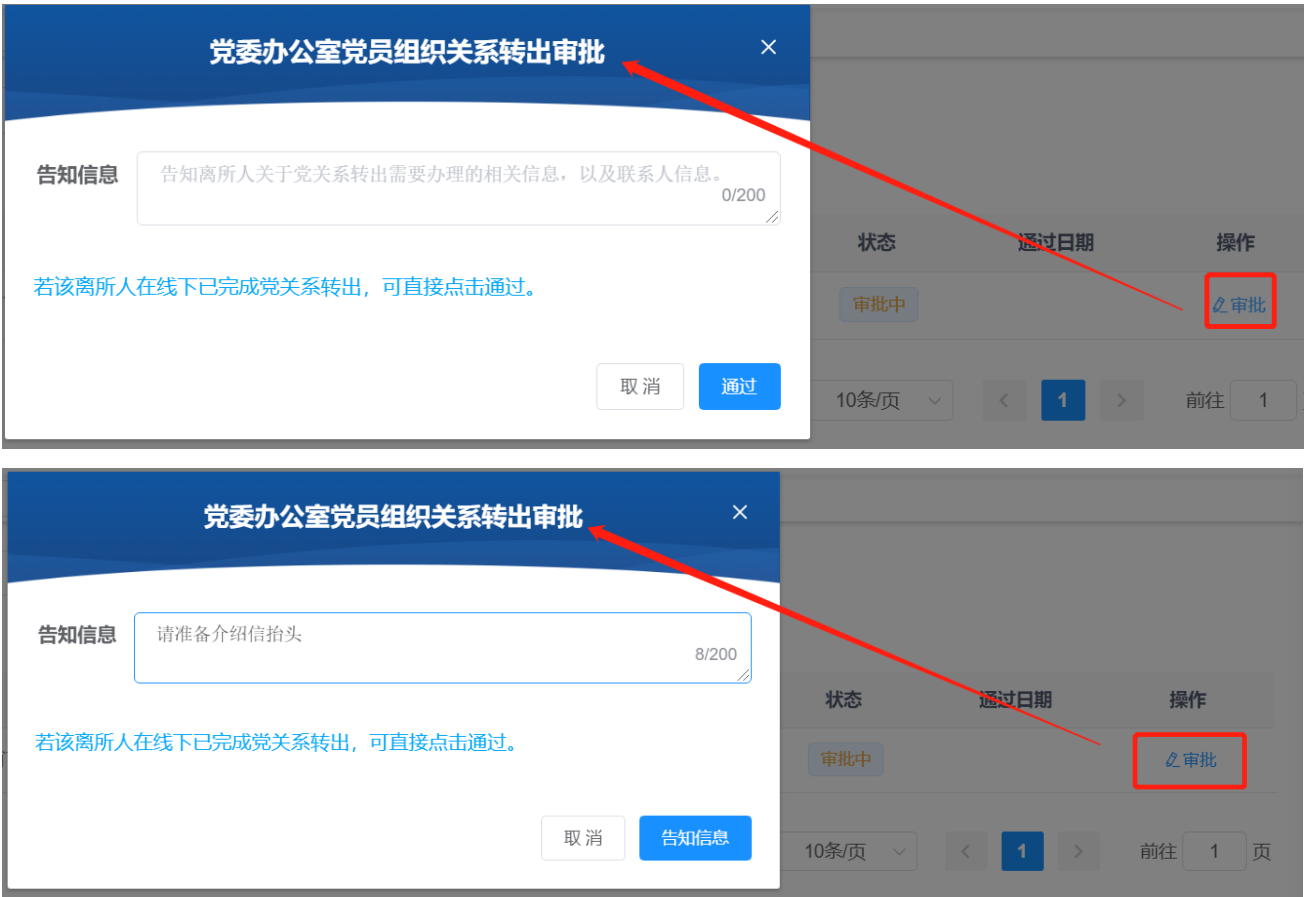 党委办公室党员组织关系转出审批
告知信息
告知离所人关于党关系转出需要办理的相关信息，以及联系人信息。
0/200
若该离所人在线下已完成党关系转出，可直接点击通过。
取消 通过
状态 通过日期 操作
审批中 审批
10条/页 1 前往 1
党委办公室党员组织关系转出审批
告知信息
请准备介绍信抬头
8/200
若该离所人在线下已完成党关系转出，可直接点击通过。
取消 告知信息
状态 通过日期 操作
审批中 审批
10条/页 1 前往 1 页